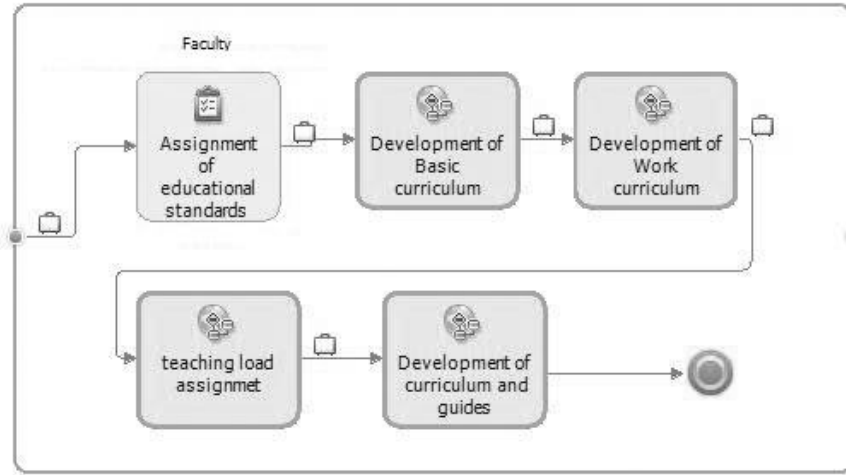 Faculty
Assignment
of
educational
standards
Development of
Basic
curriculum
Development of
Work
curriculum
teaching load
assignmet
Development of
curriculum and
guides